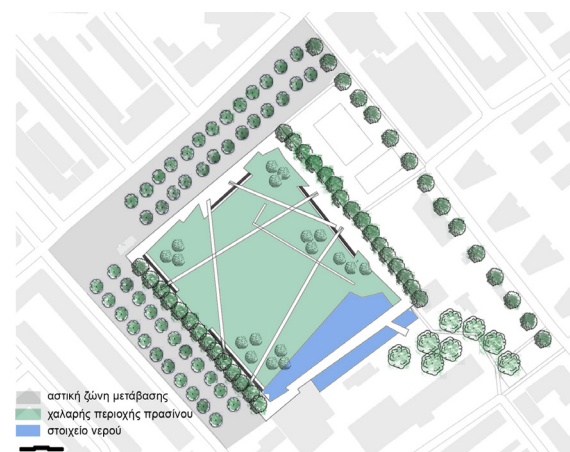 αστική ζώνη μετάβασης
χαλαρής περιοχής πρασίνου
στοιχείο νερού